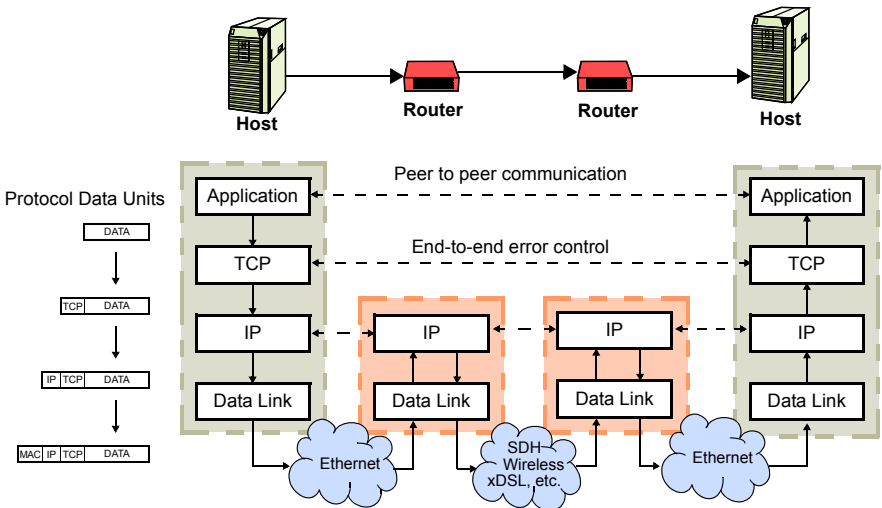 Host
Router
Router
Host
Protocol Data Units
DATA
TCP DATA
IP TCP DATA
MAC IP TCP DATA
Application
Peer to peer communication
Application
TCP
End-to-end error control
TCP
IP
IP
IP
IP
Data Link
Data Link
Data Link
Data Link
Ethernet
SDH
Wireless
xDSL, etc.
Ethernet